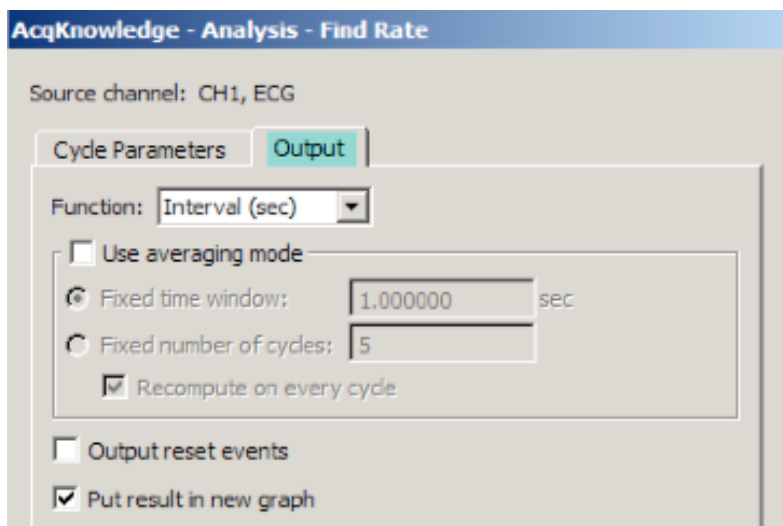 AcqKnowledge - Analysis - Find Rate
Source channel: CH1, ECG
Cycle Parameters Output
Function: Interval (sec)
Use averaging mode
Fixed time window: 1.000000 sec
Fixed number of cycles: 5
Recompute on every cycle
Output reset events
Put result in new graph